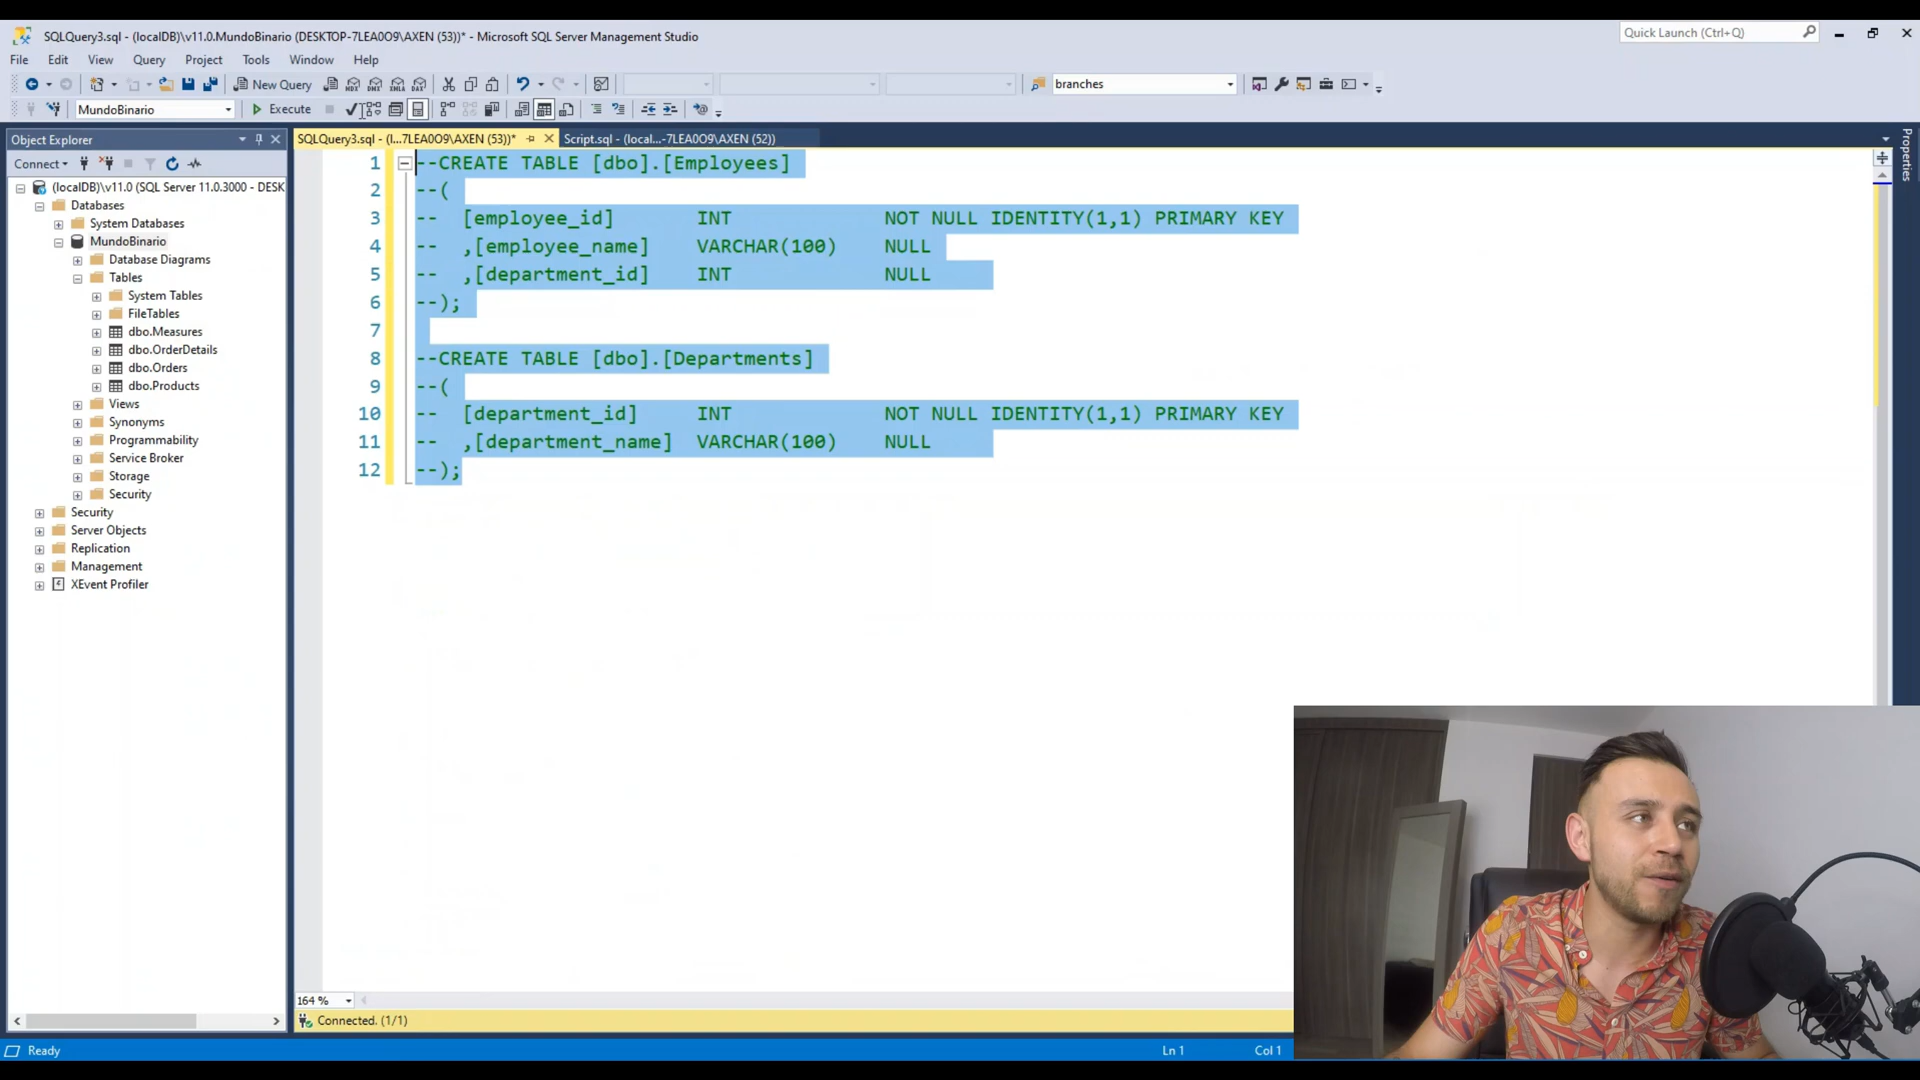 SQLQuery3.sql - (localDB)\v11.0.MundoBinario (DESKTOP-7LEA0O9\AXEN (53))* - Microsoft SQL Server Management Studio
Quick Launch (Ctrl+Q)
File Edit View Query Project Tools Window Help
New Query
branches
MundoBinario
Execute
Object Explorer
SQLQuery3.sql - (l...7LEA0O9\AXEN (53))*
Script.sql - (local...-7LEA0O9\AXEN (52))
Properties
Connect
(localDB)\v11.0 (SQL Server 11.0.3000 - DESK
Databases
System Databases
MundoBinario
Database Diagrams
Tables
System Tables
FileTables
dbo.Measures
dbo.OrderDetails
dbo.Orders
dbo.Products
Views
Synonyms
Programmability
Service Broker
Storage
Security
Security
Server Objects
Replication
Management
XEvent Profiler
1 --CREATE TABLE [dbo].[Employees]
2 --(
3 -- [employee_id] INT NOT NULL IDENTITY(1,1) PRIMARY KEY
4 -- ,[employee_name] VARCHAR(100) NULL
5 -- ,[department_id] INT NULL
6 --);
7
8 --CREATE TABLE [dbo].[Departments]
9 --(
10 -- [department_id] INT NOT NULL IDENTITY(1,1) PRIMARY KEY
11 -- ,[department_name] VARCHAR(100) NULL
12 --);
164 %
Connected. (1/1)
Ready
Ln 1
Col 1